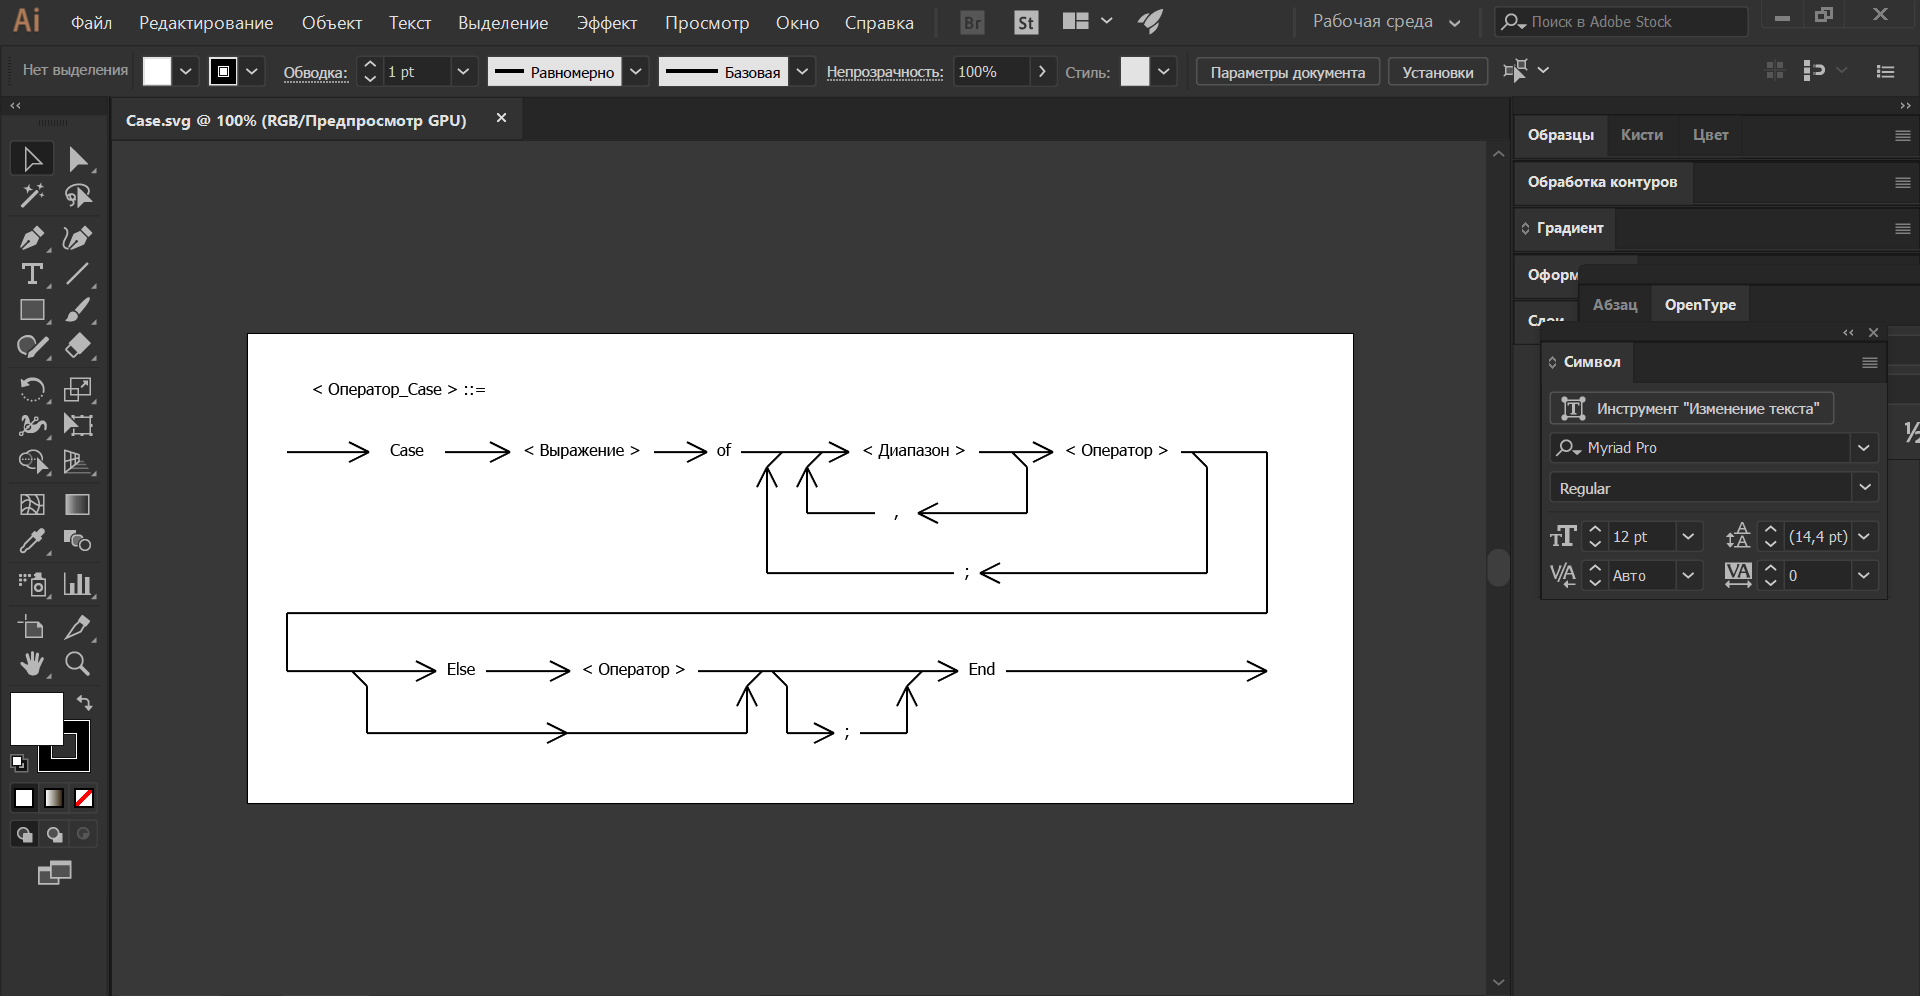 Ai Файл Редактирование Объект Текст Выделение Эффект Просмотр Окно Справка Br St Рабочая среда Поиск в Adobe Stock
Нет выделения Обводка: 1 pt Равномерно Базовая Непрозрачность: 100% Стиль: Параметры документа Установки
Case.svg @ 100% (RGB/Предпросмотр GPU)
Образцы Кисти Цвет
Обработка контуров
Градиент
Оформ
Абзац OpenType
Слои
Символ
Инструмент "Изменение текста"
Myriad Pro
Regular
12 pt (14,4 pt)
Авто 0
< Оператор_Case > ::=
Case < Выражение > of < Диапазон > < Оператор >
,
;
Else < Оператор > End
;